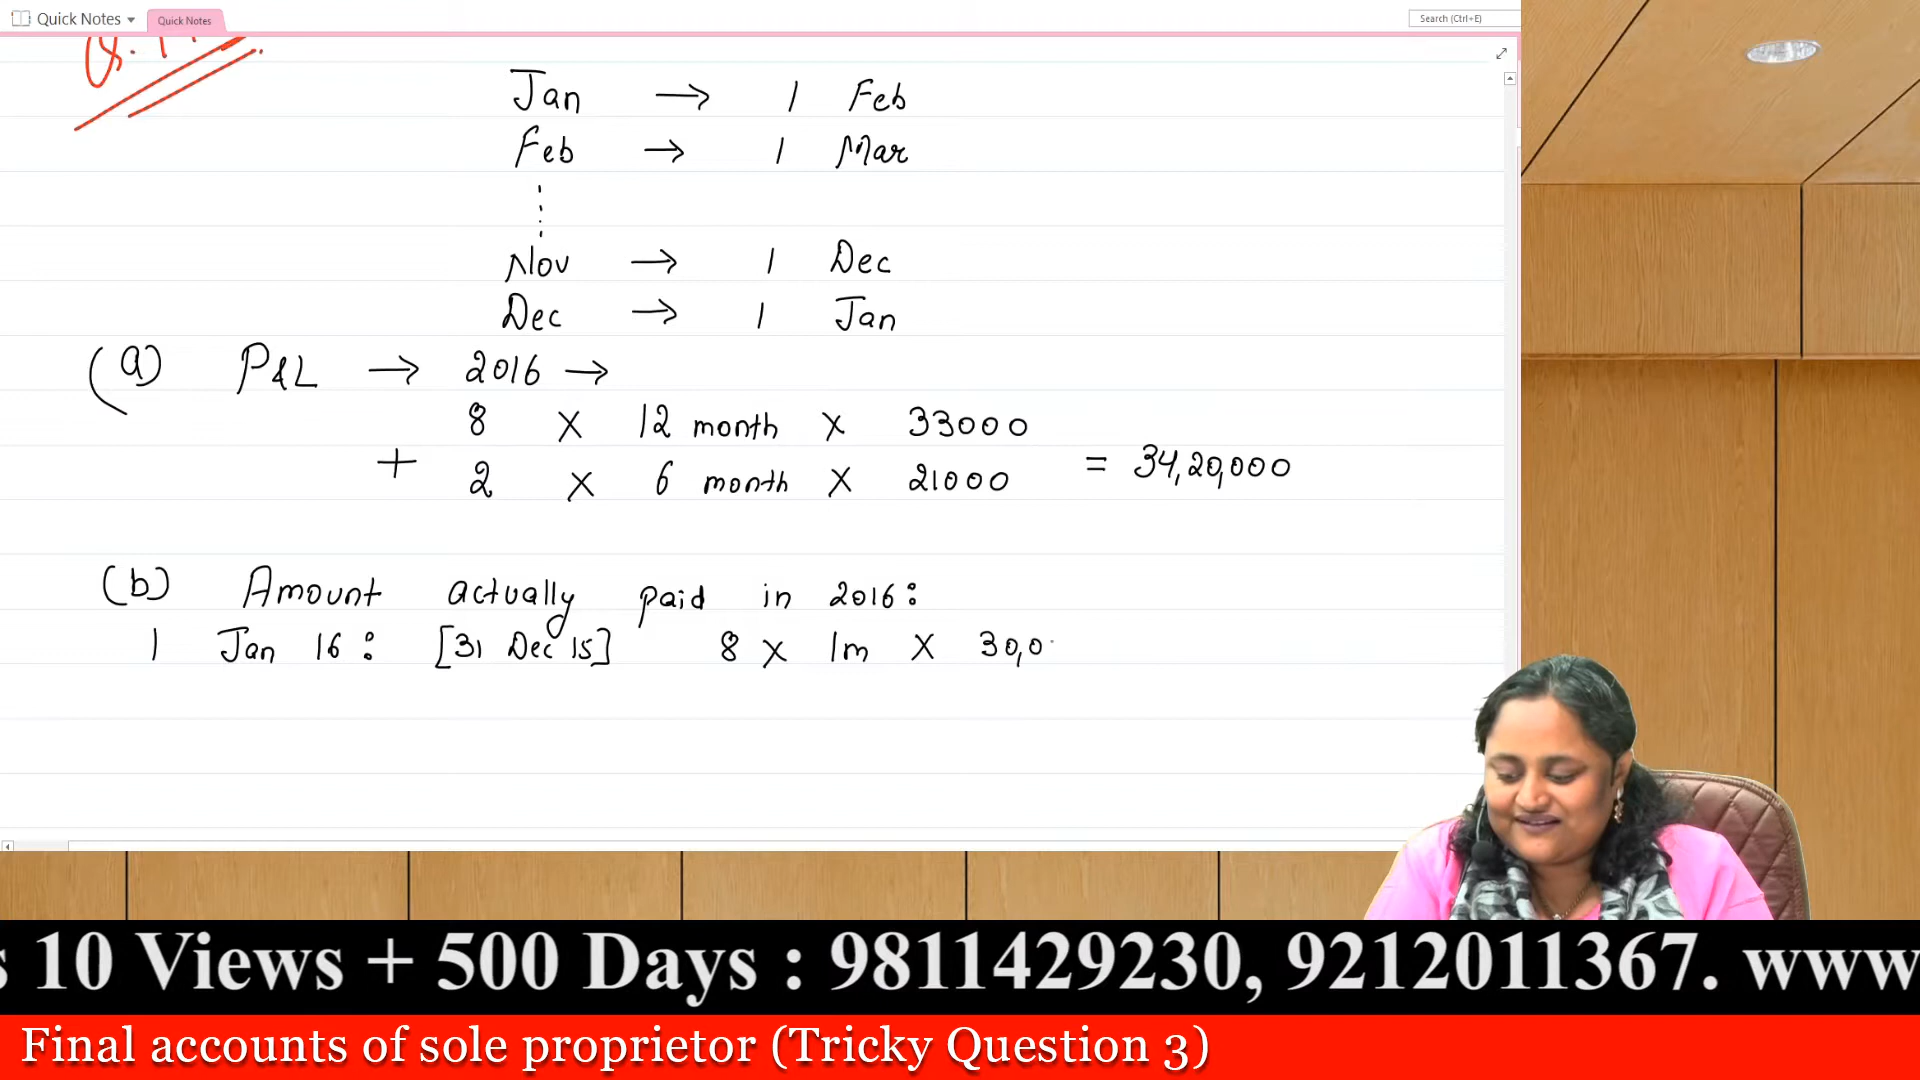 Quick Notes
Quick Notes
Search (Ctrl+E)
Jan → 1 Feb
Feb → 1 Mar
Nov → 1 Dec
Dec → 1 Jan
(a) P&L → 2016 →
8 X 12 month X 33000
+ 2 X 6 month X 21000 = 34,20,000
(b) Amount actually paid in 2016:
1 Jan 16: [31 Dec 15] 8 X 1m X 30,0
10 Views + 500 Days : 9811429230, 9212011367. www
Final accounts of sole proprietor (Tricky Question 3)